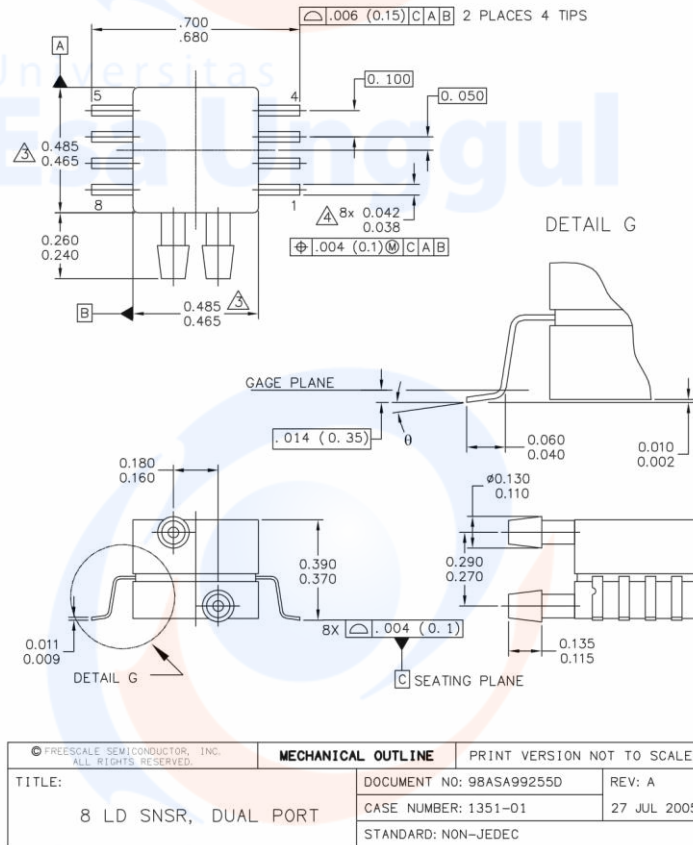 .006 (0.15) C A B 2 PLACES 4 TIPS
.700
.680
A
Universitas
Esa Unggul
0.100
0.050
5
4
3
0.485
0.465
8
1
4 8x 0.042
0.038
0.260
0.240
.004 (0.1) M C A B
DETAIL G
B
0.485 3
0.465
GAGE PLANE
.014 (0.35)
θ
0.060
0.040
0.010
0.002
0.180
0.160
ø0.130
0.110
0.390
0.370
0.290
0.270
8X .004 (0.1)
0.011
0.009
0.135
0.115
DETAIL G
C SEATING PLANE
© FREESCALE SEMICONDUCTOR, INC.
ALL RIGHTS RESERVED.
MECHANICAL OUTLINE
PRINT VERSION NOT TO SCALE
TITLE:
8 LD SNSR, DUAL PORT
DOCUMENT NO: 98ASA99255D
REV: A
CASE NUMBER: 1351-01
27 JUL 2005
STANDARD: NON-JEDEC